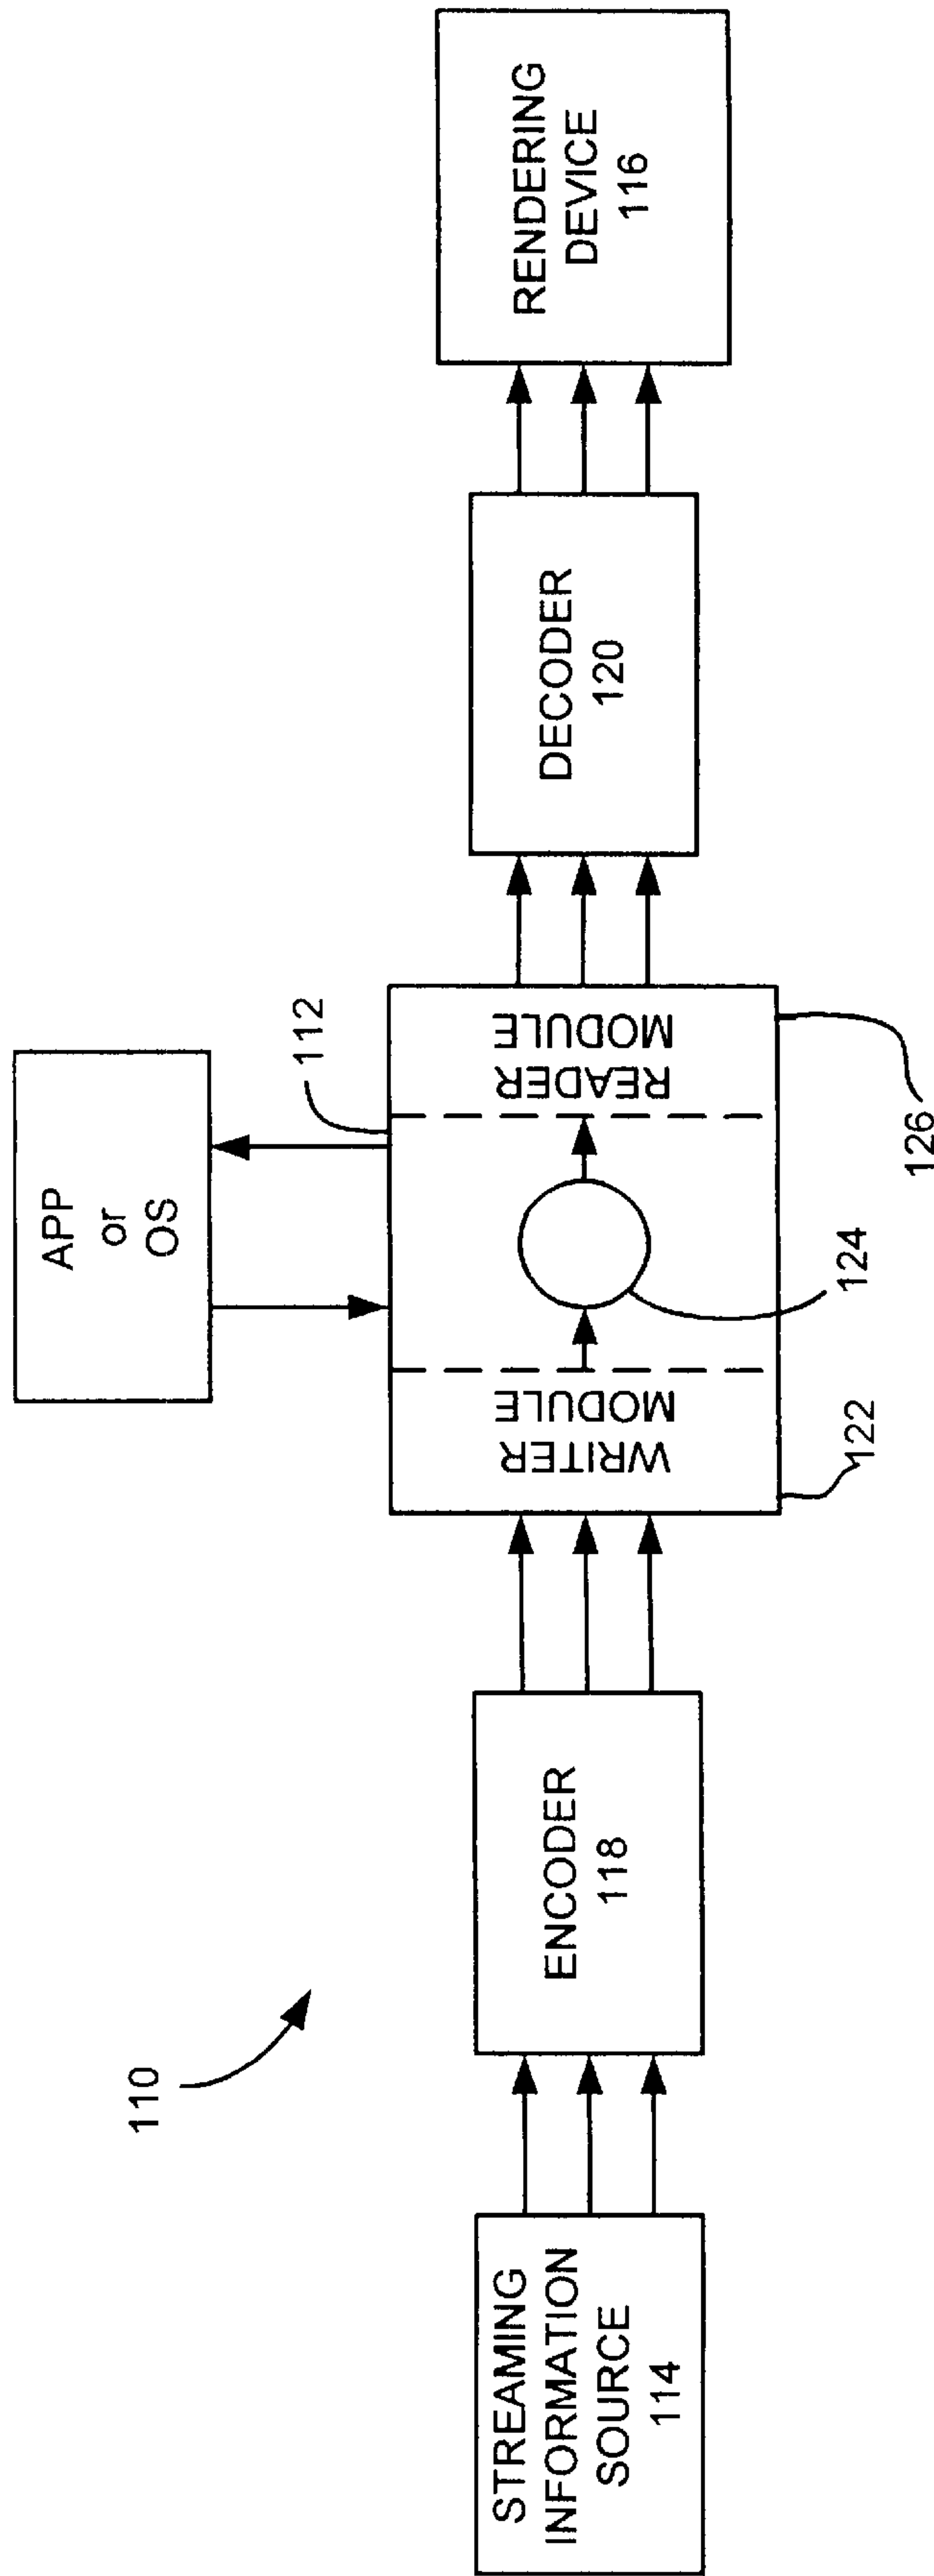 APP
or
OS
112
110
STREAMING
INFORMATION
SOURCE
114
ENCODER
118
WRITER
MODULE
READER
MODULE
DECODER
120
RENDERING
DEVICE
116
122
124
126